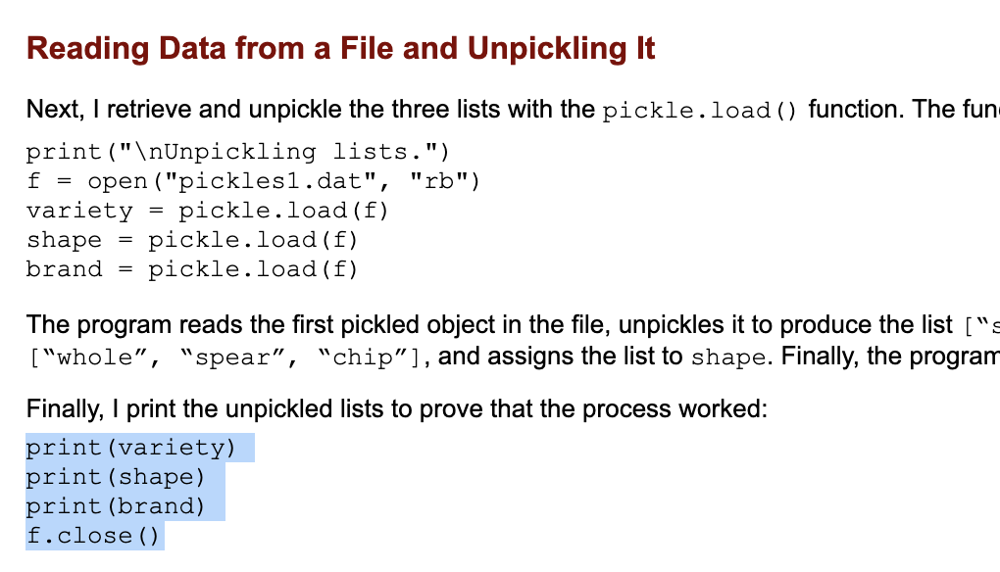 Reading Data from a File and Unpickling It
Next, I retrieve and unpickle the three lists with the pickle.load() function. The
print("\nUnpickling lists.")
f = open("pickles1.dat", "rb")
variety = pickle.load(f)
shape = pickle.load(f)
brand = pickle.load(f)
The program reads the first pickled object in the file, unpickles it to produce the list [“
[“whole”, “spear”, “chip”], and assigns the list to shape. Finally, the program
Finally, I print the unpickled lists to prove that the process worked:
print(variety)
print(shape)
print(brand)
f.close()